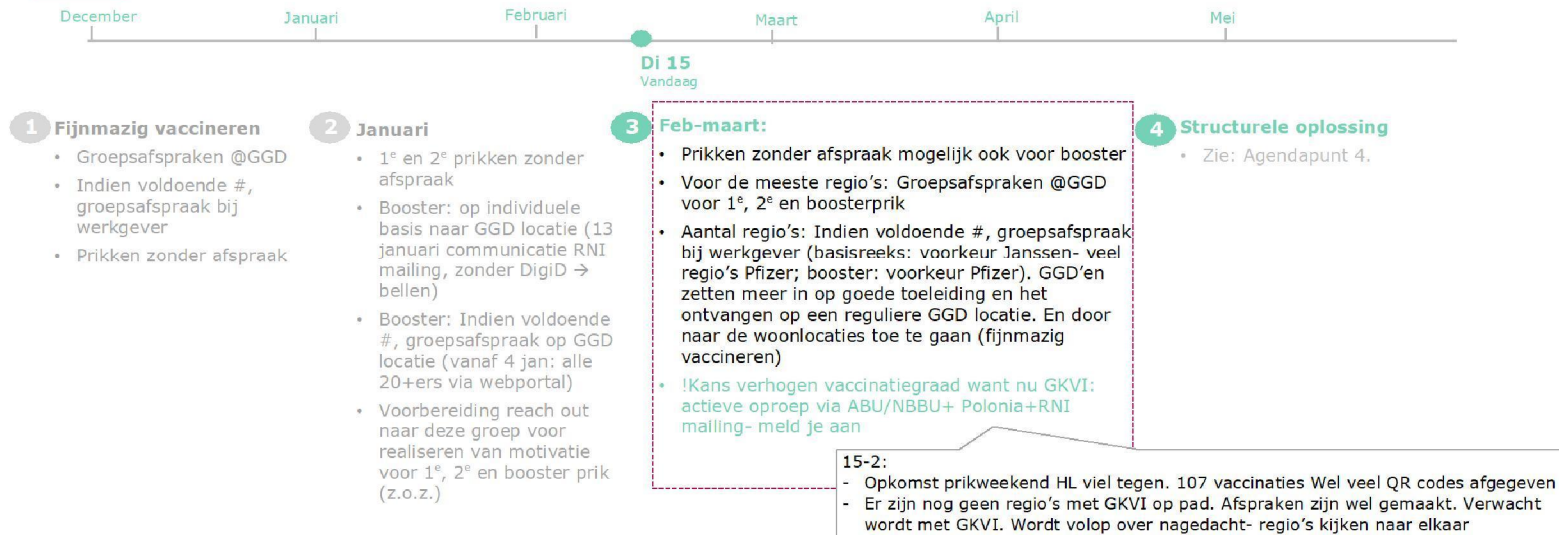 December Januari Februari Maart April Mei
Di 15
Vandaag
1 Fijnmazig vaccineren
• Groepsafspraken @GGD
• Indien voldoende #,
groepsafspraak bij
werkgever
• Prikken zonder afspraak
2 Januari
• 1e en 2e prikken zonder
afspraak
• Booster: op individuele
basis naar GGD locatie (13
januari communicatie RNI
mailing, zonder DigiD →
bellen)
• Booster: Indien voldoende
#, groepsafspraak op GGD
locatie (vanaf 4 jan: alle
20+ers via webportal)
• Voorbereiding reach out
naar deze groep voor
realiseren van motivatie
voor 1e, 2e en booster prik
(z.o.z.)
3 Feb-maart:
• Prikken zonder afspraak mogelijk ook voor booster
• Voor de meeste regio's: Groepsafspraken @GGD
voor 1e, 2e en boosterprik
• Aantal regio's: Indien voldoende #, groepsafspraak
bij werkgever (basisreeks: voorkeur Janssen- veel
regio's Pfizer; booster: voorkeur Pfizer). GGD'en
zetten meer in op goede toeleiding en het
ontvangen op een reguliere GGD locatie. En door
naar de woonlocaties toe te gaan (fijnmazig
vaccineren)
• !Kans verhogen vaccinatiegraad want nu GKVI:
actieve oproep via ABU/NBBU+ Polonia+RNI
mailing- meld je aan
4 Structurele oplossing
• Zie: Agendapunt 4.
15-2:
- Opkomst prikweekend HL viel tegen. 107 vaccinaties Wel veel QR codes afgegeven
- Er zijn nog geen regio's met GKVI op pad. Afspraken zijn wel gemaakt. Verwacht
wordt met GKVI. Wordt volop over nagedacht- regio's kijken naar elkaar